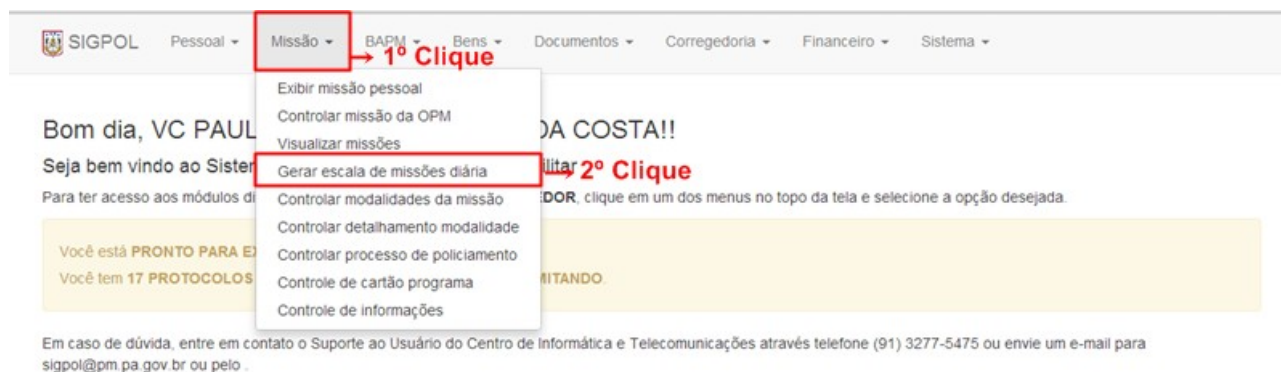 SIGPOL Pessoal Missão BAPM Bens Documentos Corregedoria Financeiro Sistema
→ 1º Clique
Exibir missão pessoal
Controlar missão da OPM
Visualizar missões
Gerar escala de missões diária
→ 2º Clique
Controlar modalidades da missão
Controlar detalhamento modalidade
Controlar processo de policiamento
Controle de cartão programa
Controle de informações
Bom dia, VC PAUL DA COSTA!!
Seja bem vindo ao Sister ilitar
Para ter acesso aos módulos di EDOR, clique em um dos menus no topo da tela e selecione a opção desejada.
Você está PRONTO PARA EX
Você tem 17 PROTOCOLOS MITANDO.
Em caso de dúvida, entre em contato o Suporte ao Usuário do Centro de Informática e Telecomunicações através telefone (91) 3277-5475 ou envie um e-mail para
sigpol@pm.pa.gov.br ou pelo .